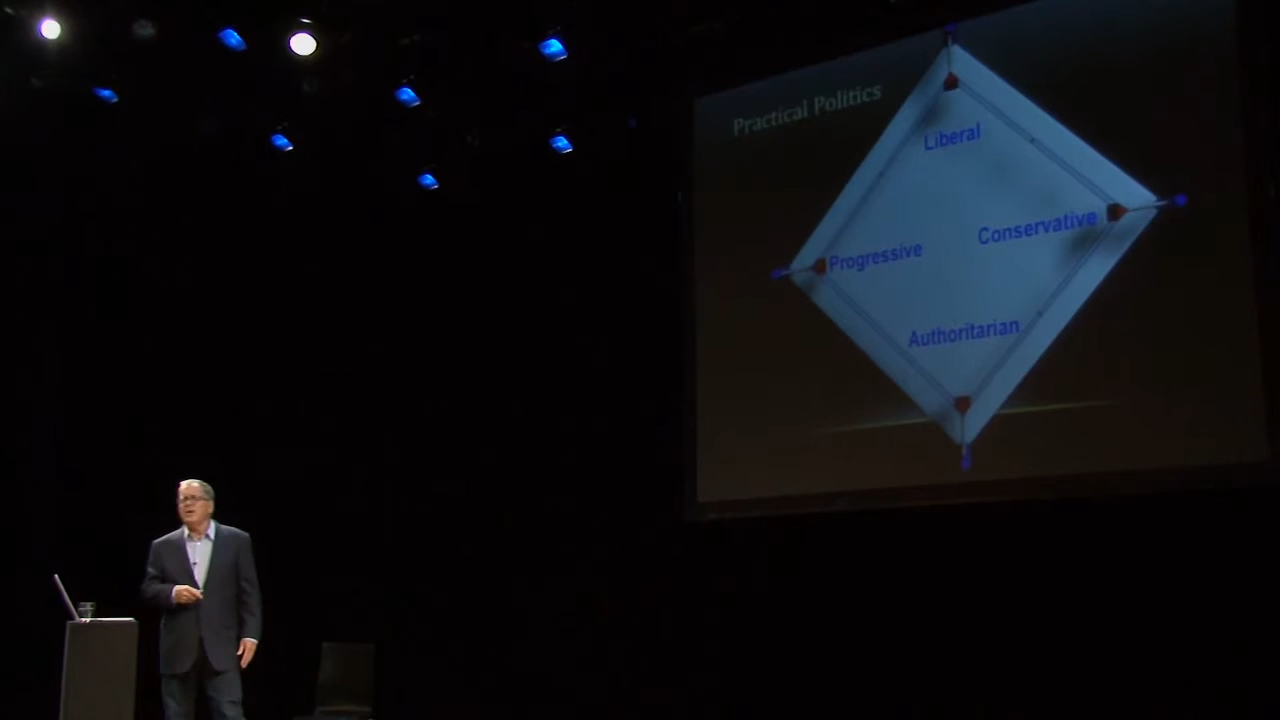 Practical Politics
Liberal
Conservative
Progressive
Authoritarian